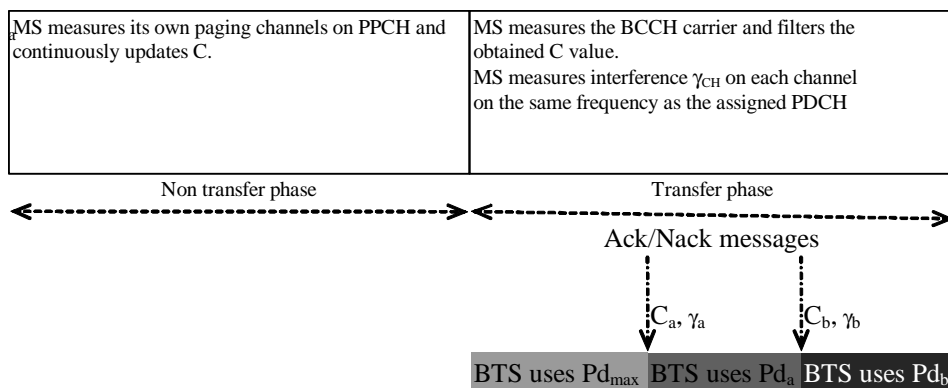 a
MS measures its own paging channels on PPCH and
continuously updates C.
MS measures the BCCH carrier and filters the
obtained C value.
MS measures interference γCH on each channel
on the same frequency as the assigned PDCH
Non transfer phase
Transfer phase
Ack/Nack messages
Ca, γa
Cb, γb
BTS uses Pdmax
BTS uses Pda
BTS uses Pdb